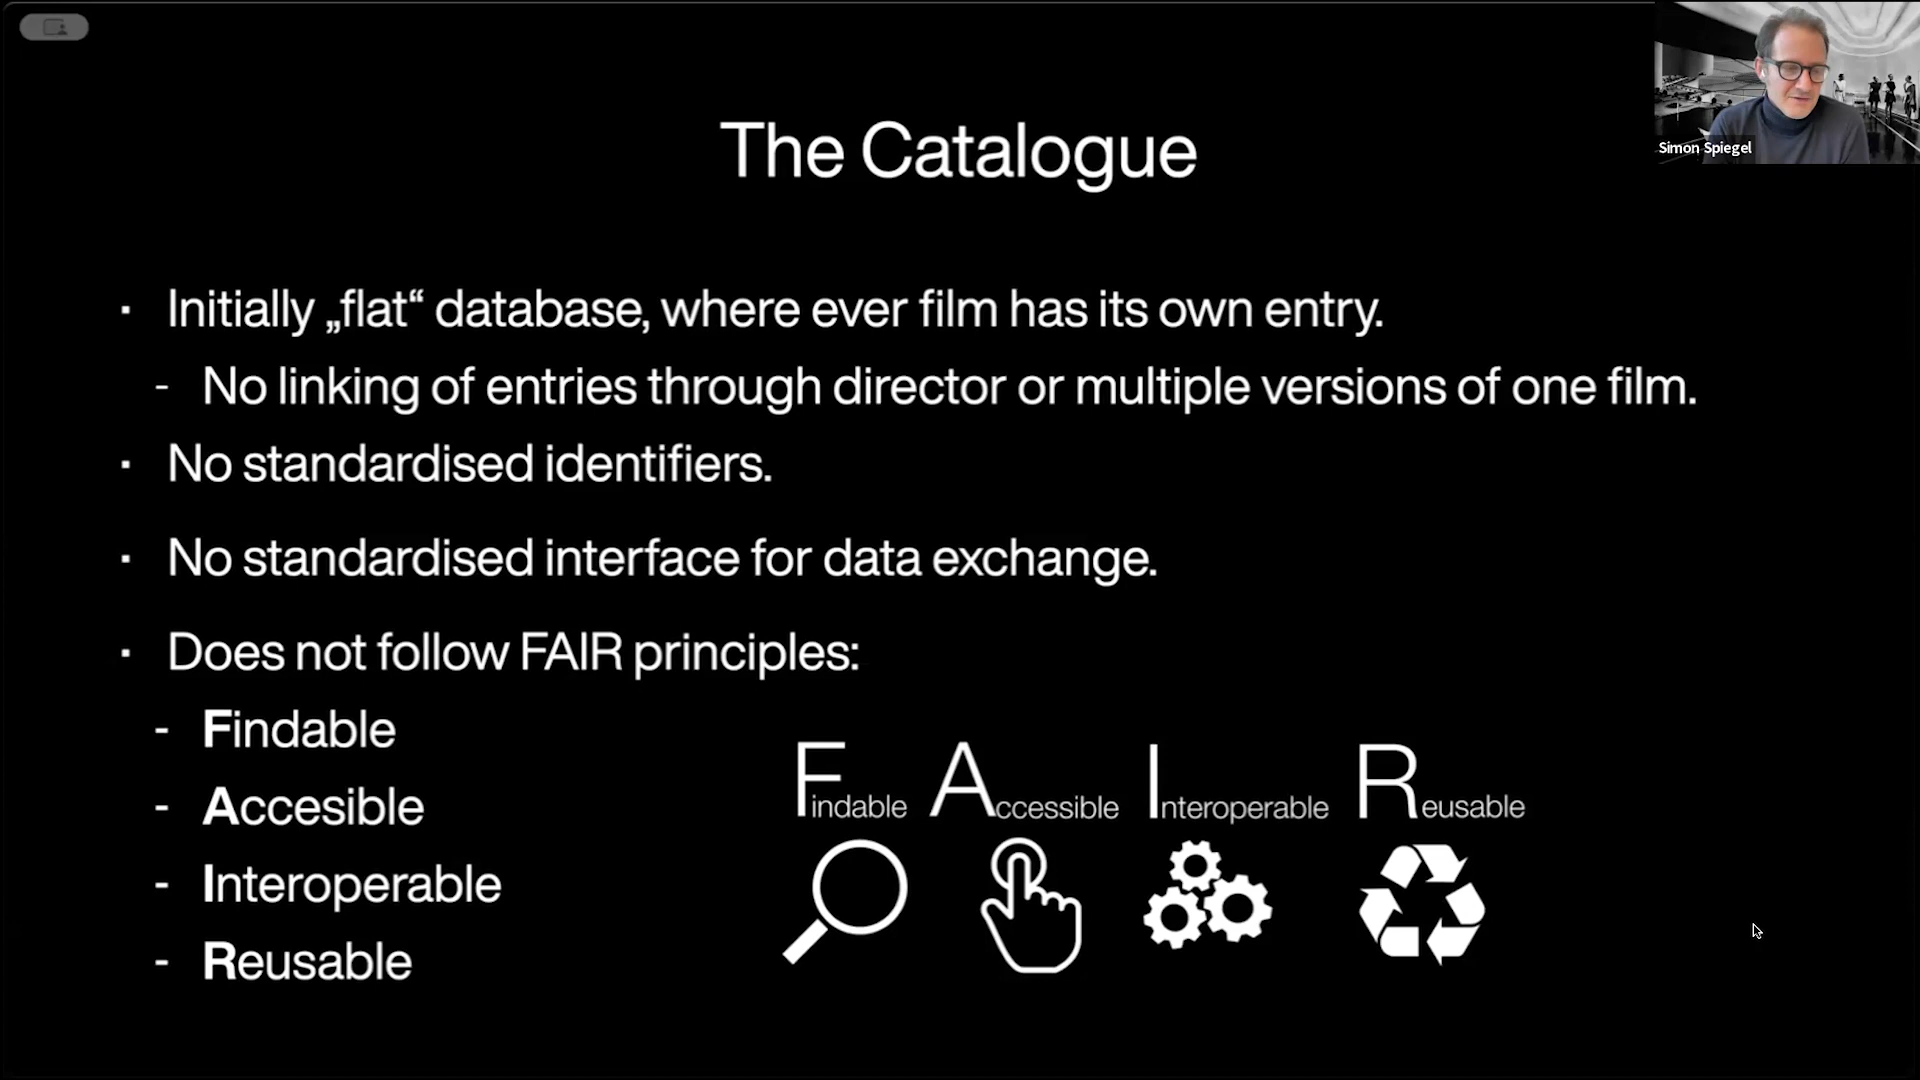 The Catalogue
Simon Spiegel
· Initially „flat“ database, where ever film has its own entry.
- No linking of entries through director or multiple versions of one film.
· No standardised identifiers.
· No standardised interface for data exchange.
· Does not follow FAIR principles:
- Findable
- Accesible
- Interoperable
- Reusable
Findable Accessible Interoperable Reusable